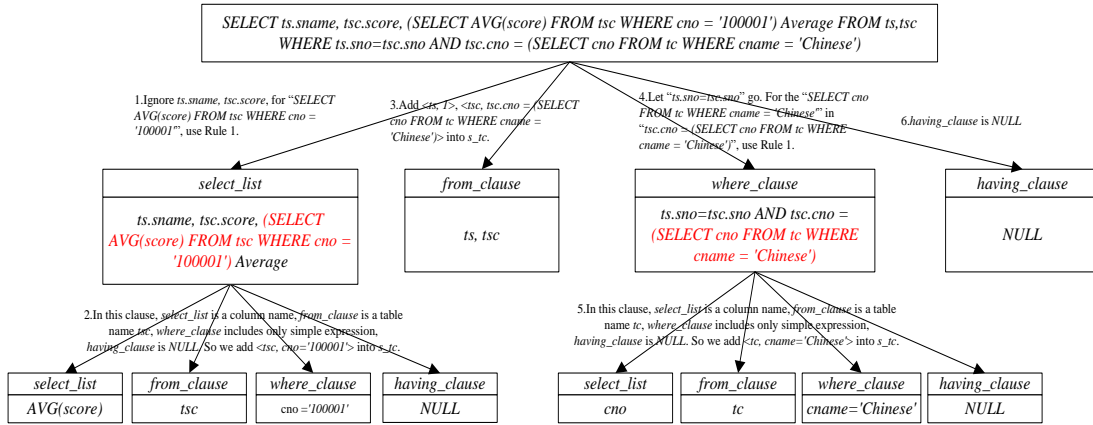 SELECT ts.sname, tsc.score, (SELECT AVG(score) FROM tsc WHERE cno = '100001') Average FROM ts,tsc
WHERE ts.sno=tsc.sno AND tsc.cno = (SELECT cno FROM tc WHERE cname = 'Chinese')
1.Ignore ts.sname, tsc.score, for “SELECT
AVG(score) FROM tsc WHERE cno =
'100001'”, use Rule 1.
3.Add <ts, 1>, <tsc, tsc.cno = (SELECT
cno FROM tc WHERE cname =
'Chinese')> into s_tc.
4.Let “ts.sno=tsc.sno” go. For the “SELECT cno
FROM tc WHERE cname = 'Chinese'” in
“tsc.cno = (SELECT cno FROM tc WHERE
cname = 'Chinese')”, use Rule 1.
6.having_clause is NULL
select_list
ts.sname, tsc.score, (SELECT
AVG(score) FROM tsc WHERE cno =
'100001') Average
from_clause
ts, tsc
where_clause
ts.sno=tsc.sno AND tsc.cno =
(SELECT cno FROM tc WHERE
cname = 'Chinese')
having_clause
NULL
2.In this clause, select_list is a column name, from_clause is a table
name tsc, where_clause includes only simple expression,
having_clause is NULL. So we add <tsc, cno='100001'> into s_tc.
5.In this clause, select_list is a column name, from_clause is a table
name tc, where_clause includes only simple expression,
having_clause is NULL. So we add <tc, cname='Chinese'> into s_tc.
select_list
AVG(score)
from_clause
tsc
where_clause
cno ='100001'
having_clause
NULL
select_list
cno
from_clause
tc
where_clause
cname='Chinese'
having_clause
NULL